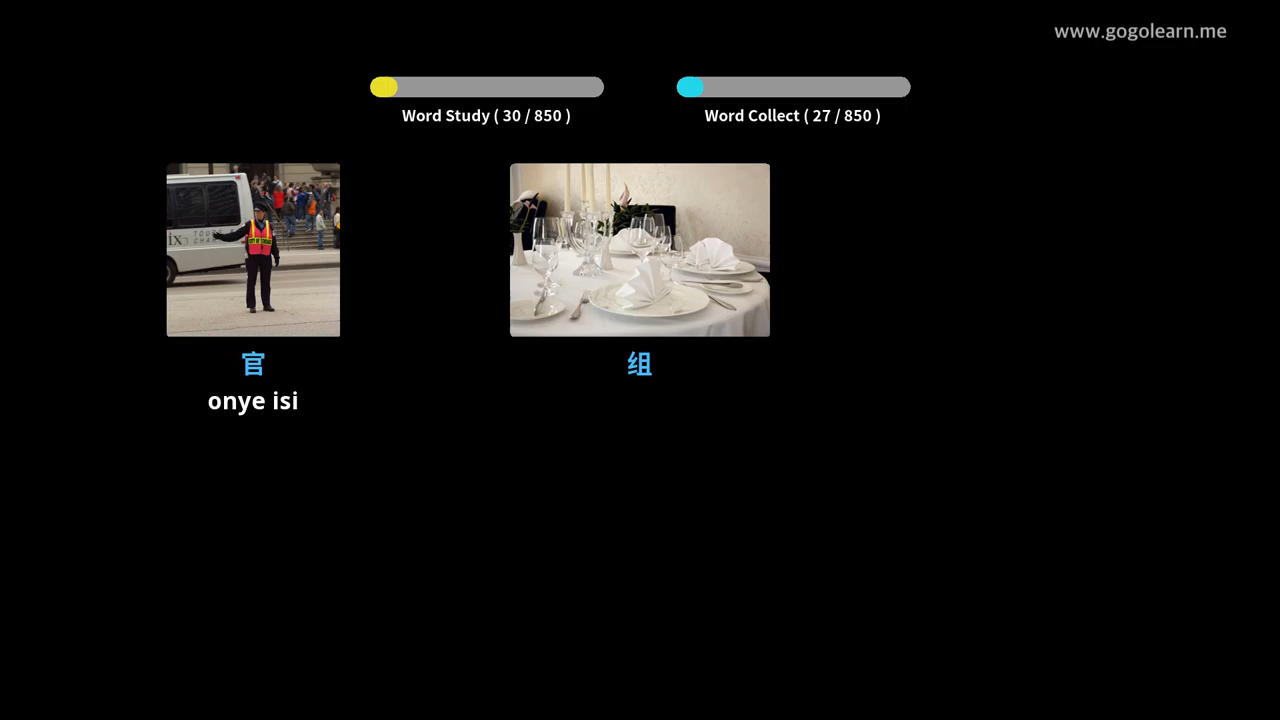 www.gogolearn.me
Word Study ( 30 / 850 )
Word Collect ( 27 / 850 )
官
组
onye isi